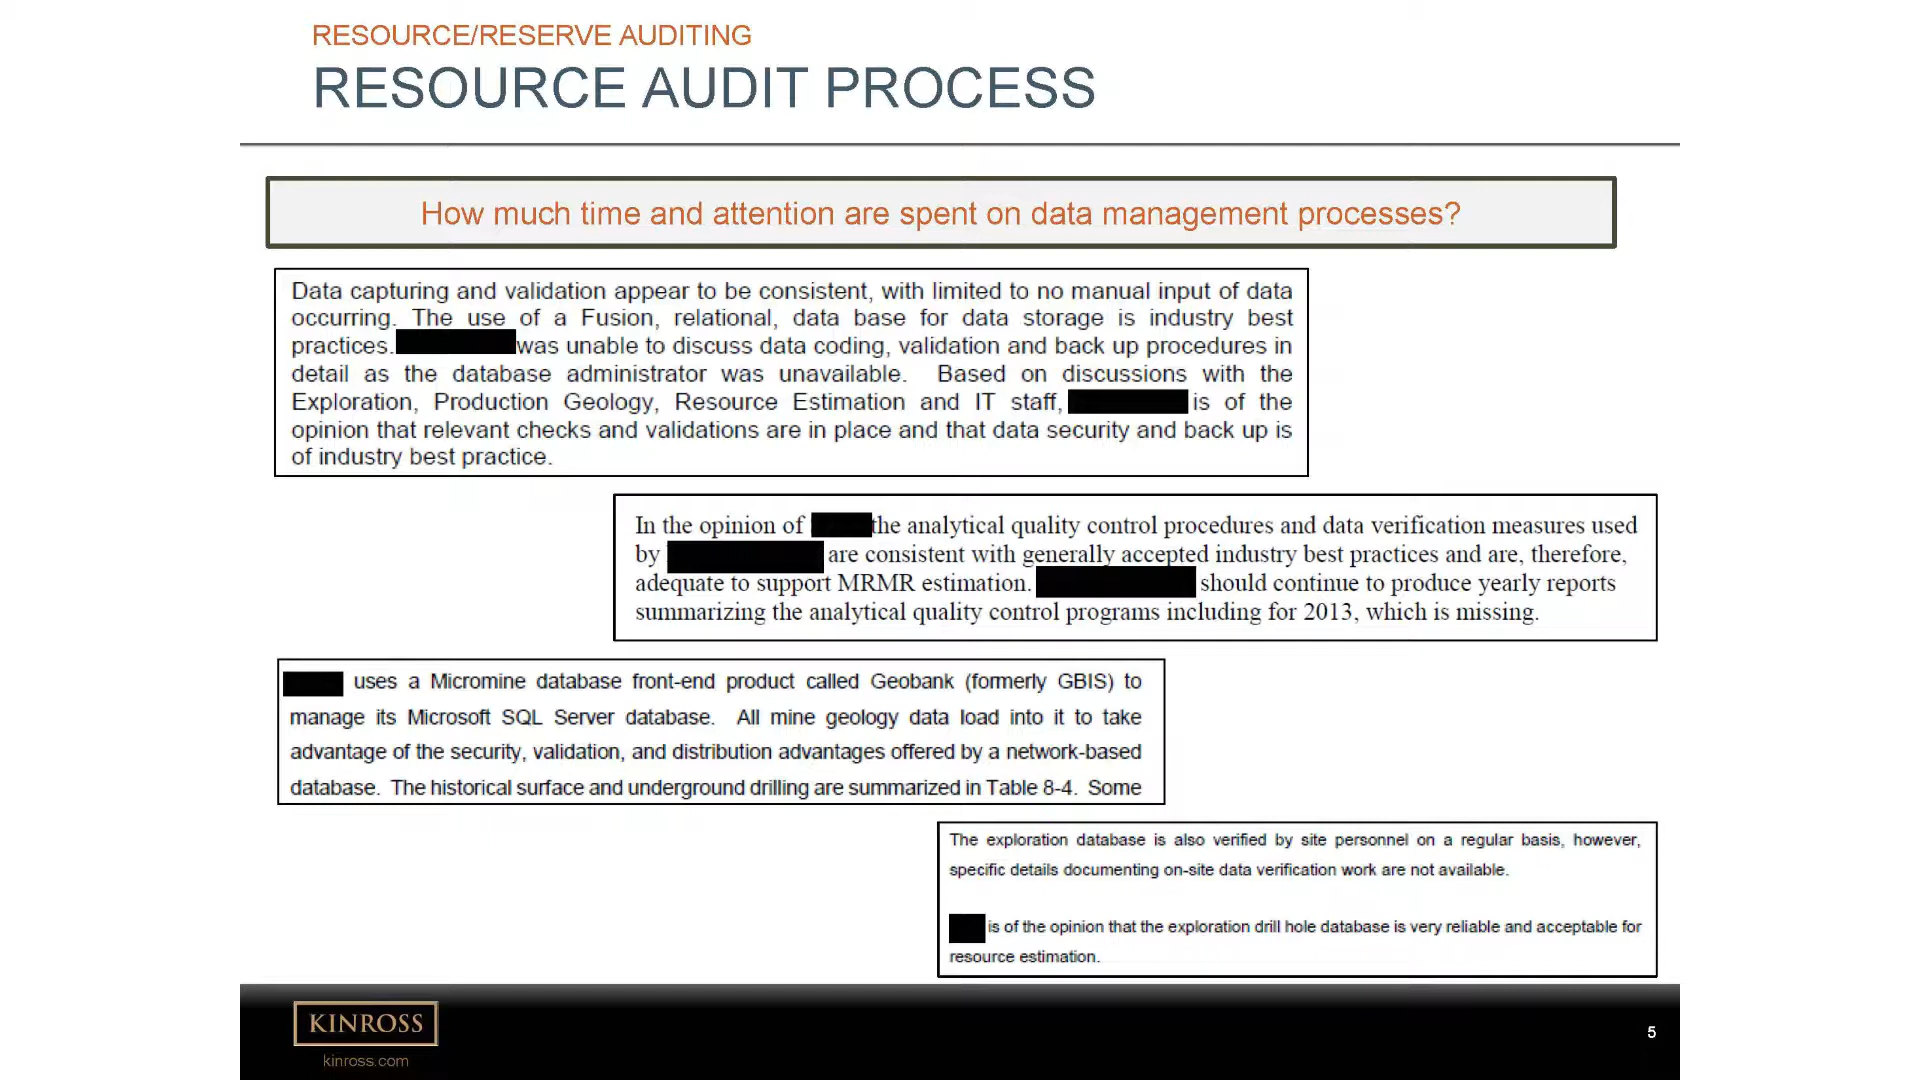 RESOURCE/RESERVE AUDITING
RESOURCE AUDIT PROCESS
How much time and attention are spent on data management processes?
Data capturing and validation appear to be consistent, with limited to no manual input of data
occurring. The use of a Fusion, relational, data base for data storage is industry best
practices. was unable to discuss data coding, validation and back up procedures in
detail as the database administrator was unavailable. Based on discussions with the
Exploration, Production Geology, Resource Estimation and IT staff, is of the
opinion that relevant checks and validations are in place and that data security and back up is
of industry best practice.
In the opinion of the analytical quality control procedures and data verification measures used
by are consistent with generally accepted industry best practices and are, therefore,
adequate to support MRMR estimation. should continue to produce yearly reports
summarizing the analytical quality control programs including for 2013, which is missing.
uses a Micromine database front-end product called Geobank (formerly GBIS) to
manage its Microsoft SQL Server database. All mine geology data load into it to take
advantage of the security, validation, and distribution advantages offered by a network-based
database. The historical surface and underground drilling are summarized in Table 8-4. Some
The exploration database is also verified by site personnel on a regular basis, however,
specific details documenting on-site data verification work are not available.
is of the opinion that the exploration drill hole database is very reliable and acceptable for
resource estimation.
KINROSS
kinross.com
5